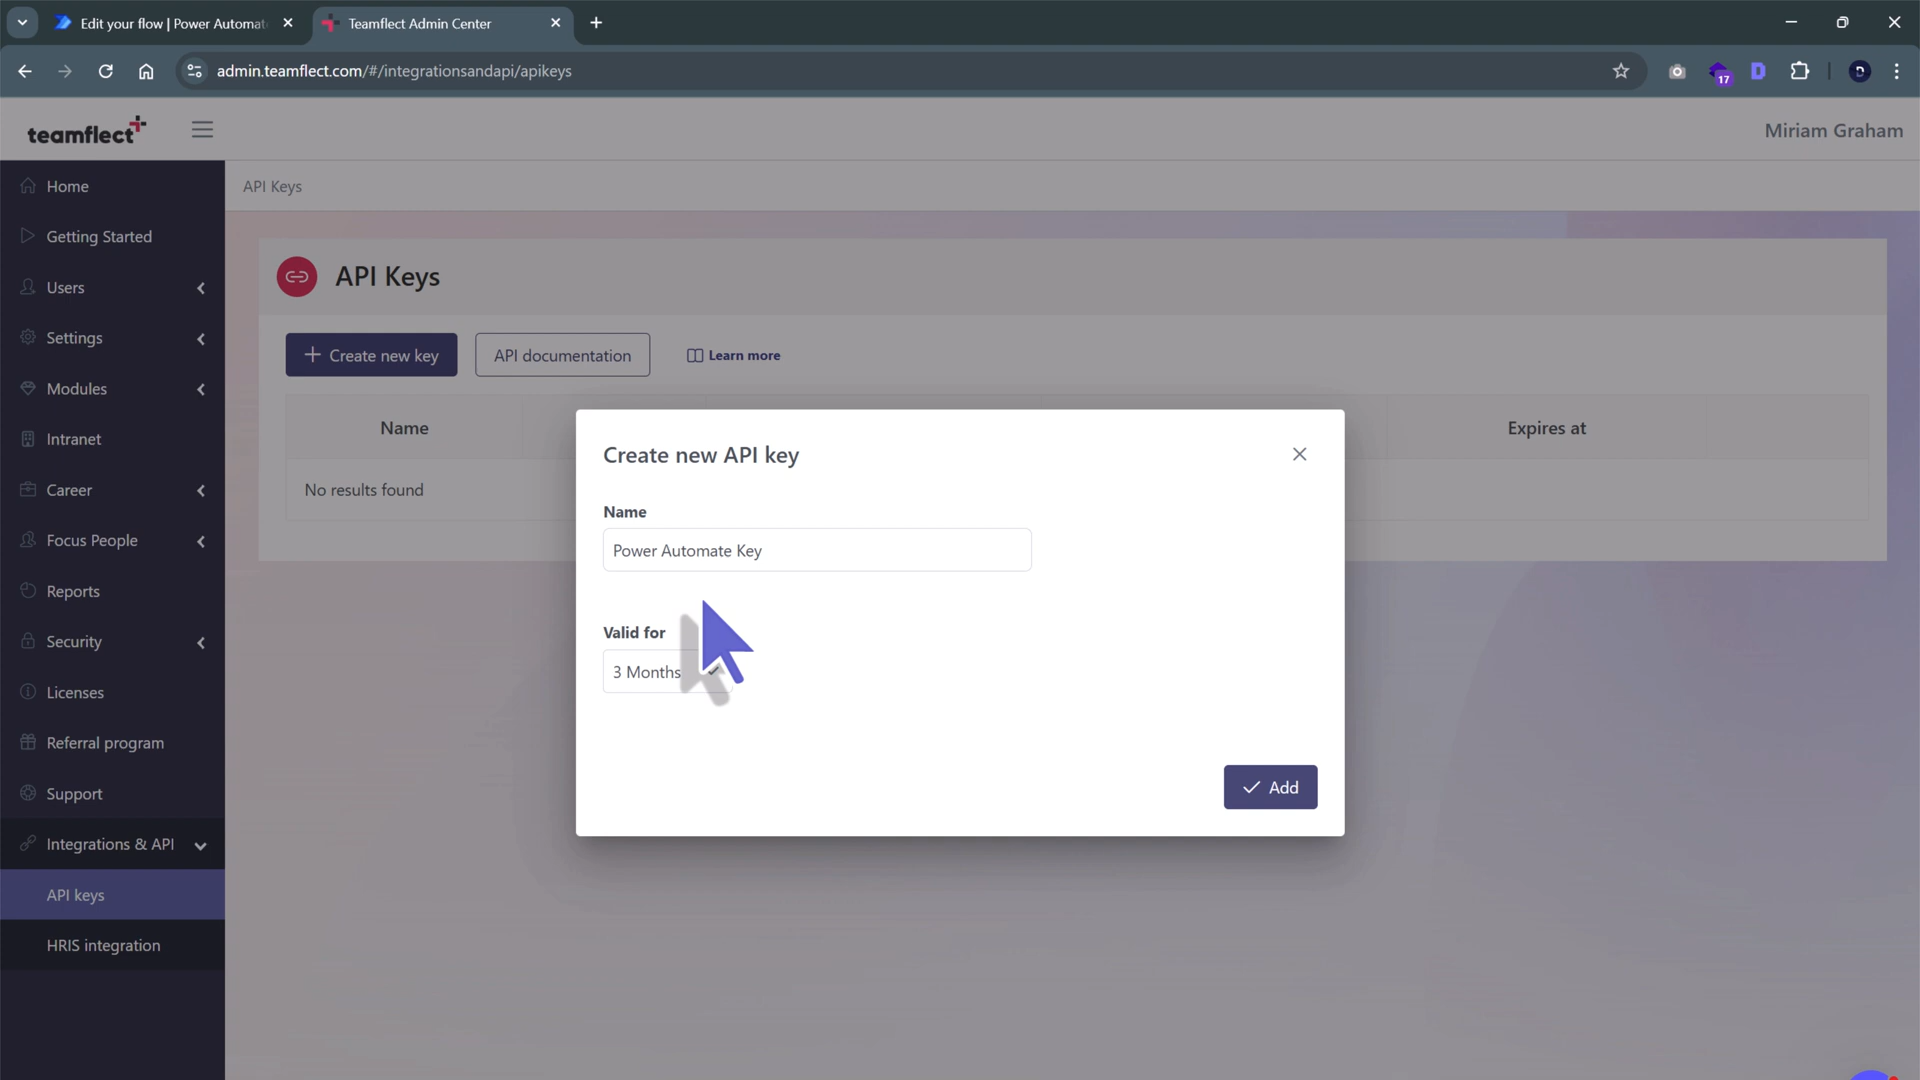 Edit your flow | Power Automat
Teamflect Admin Center
admin.teamflect.com/#/integrationsandapi/apikeys
17
D
D
teamflect
Miriam Graham
Home
Getting Started
Users
Settings
Modules
Intranet
Career
Focus People
Reports
Security
Licenses
Referral program
Support
Integrations & API
API keys
HRIS integration
API Keys
API Keys
Create new key
API documentation
Learn more
Name
Expires at
No results found
Create new API key
Name
Power Automate Key
Valid for
3 Months
Add